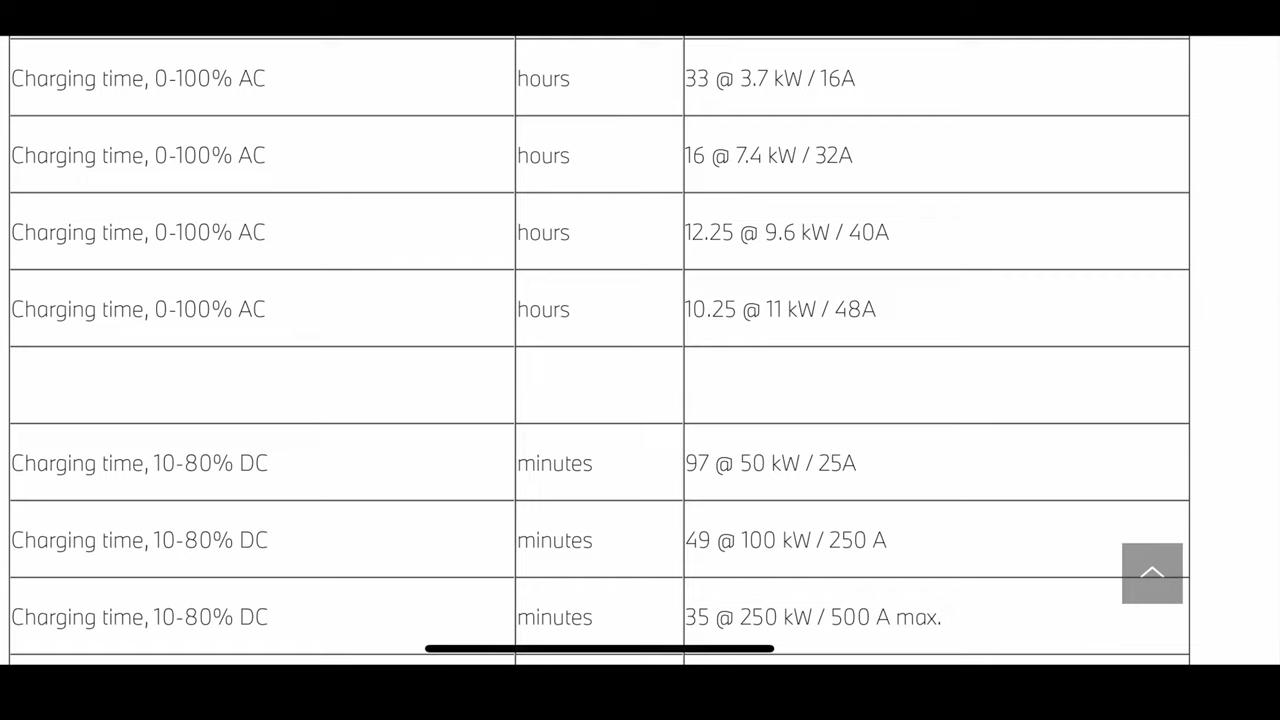 Charging time, 0-100% AC hours 33 @ 3.7 kW / 16A
Charging time, 0-100% AC hours 16 @ 7.4 kW / 32A
Charging time, 0-100% AC hours 12.25 @ 9.6 kW / 40A
Charging time, 0-100% AC hours 10.25 @ 11 kW / 48A
Charging time, 10-80% DC minutes 97 @ 50 kW / 25A
Charging time, 10-80% DC minutes 49 @ 100 kW / 250 A
Charging time, 10-80% DC minutes 35 @ 250 kW / 500 A max.